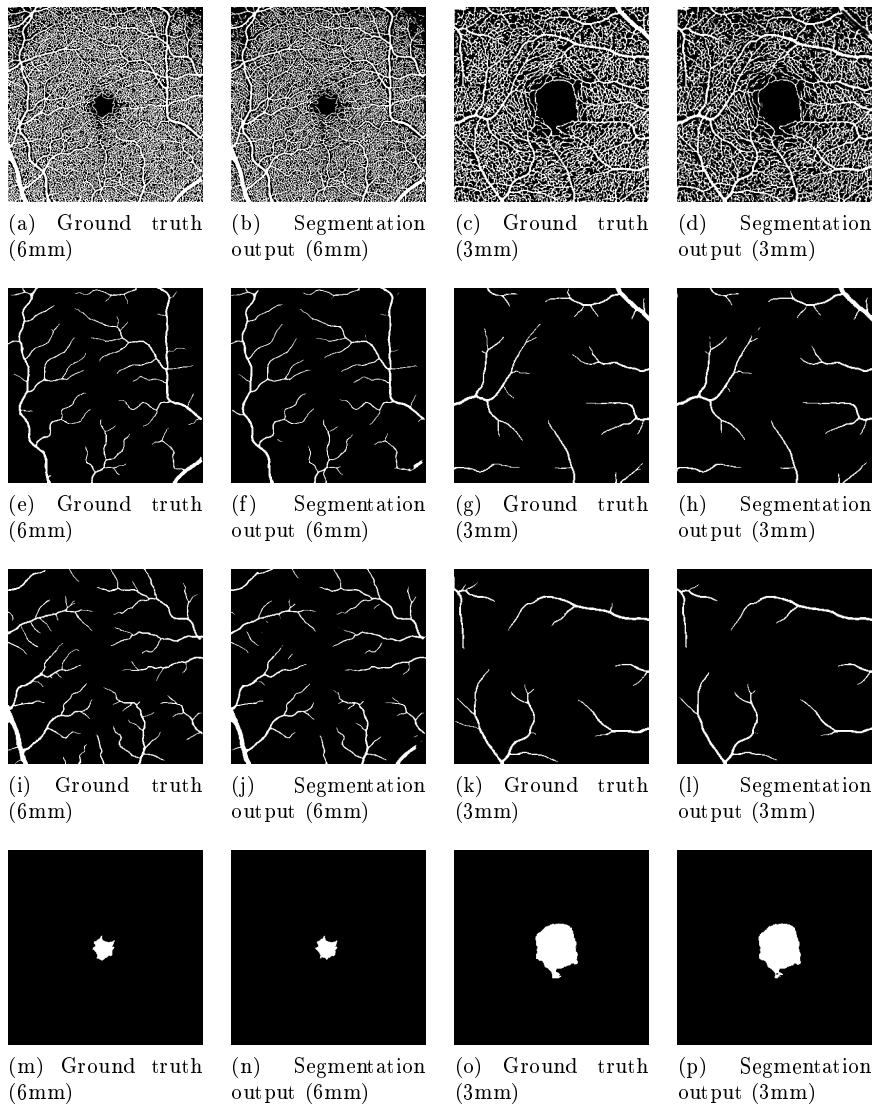 (a) Ground truth (6mm)
(b) Segmentation output (6mm)
(c) Ground truth (3mm)
(d) Segmentation output (3mm)
(e) Ground truth (6mm)
(f) Segmentation output (6mm)
(g) Ground truth (3mm)
(h) Segmentation output (3mm)
(i) Ground truth (6mm)
(j) Segmentation output (6mm)
(k) Ground truth (3mm)
(l) Segmentation output (3mm)
(m) Ground truth (6mm)
(n) Segmentation output (6mm)
(o) Ground truth (3mm)
(p) Segmentation output (3mm)